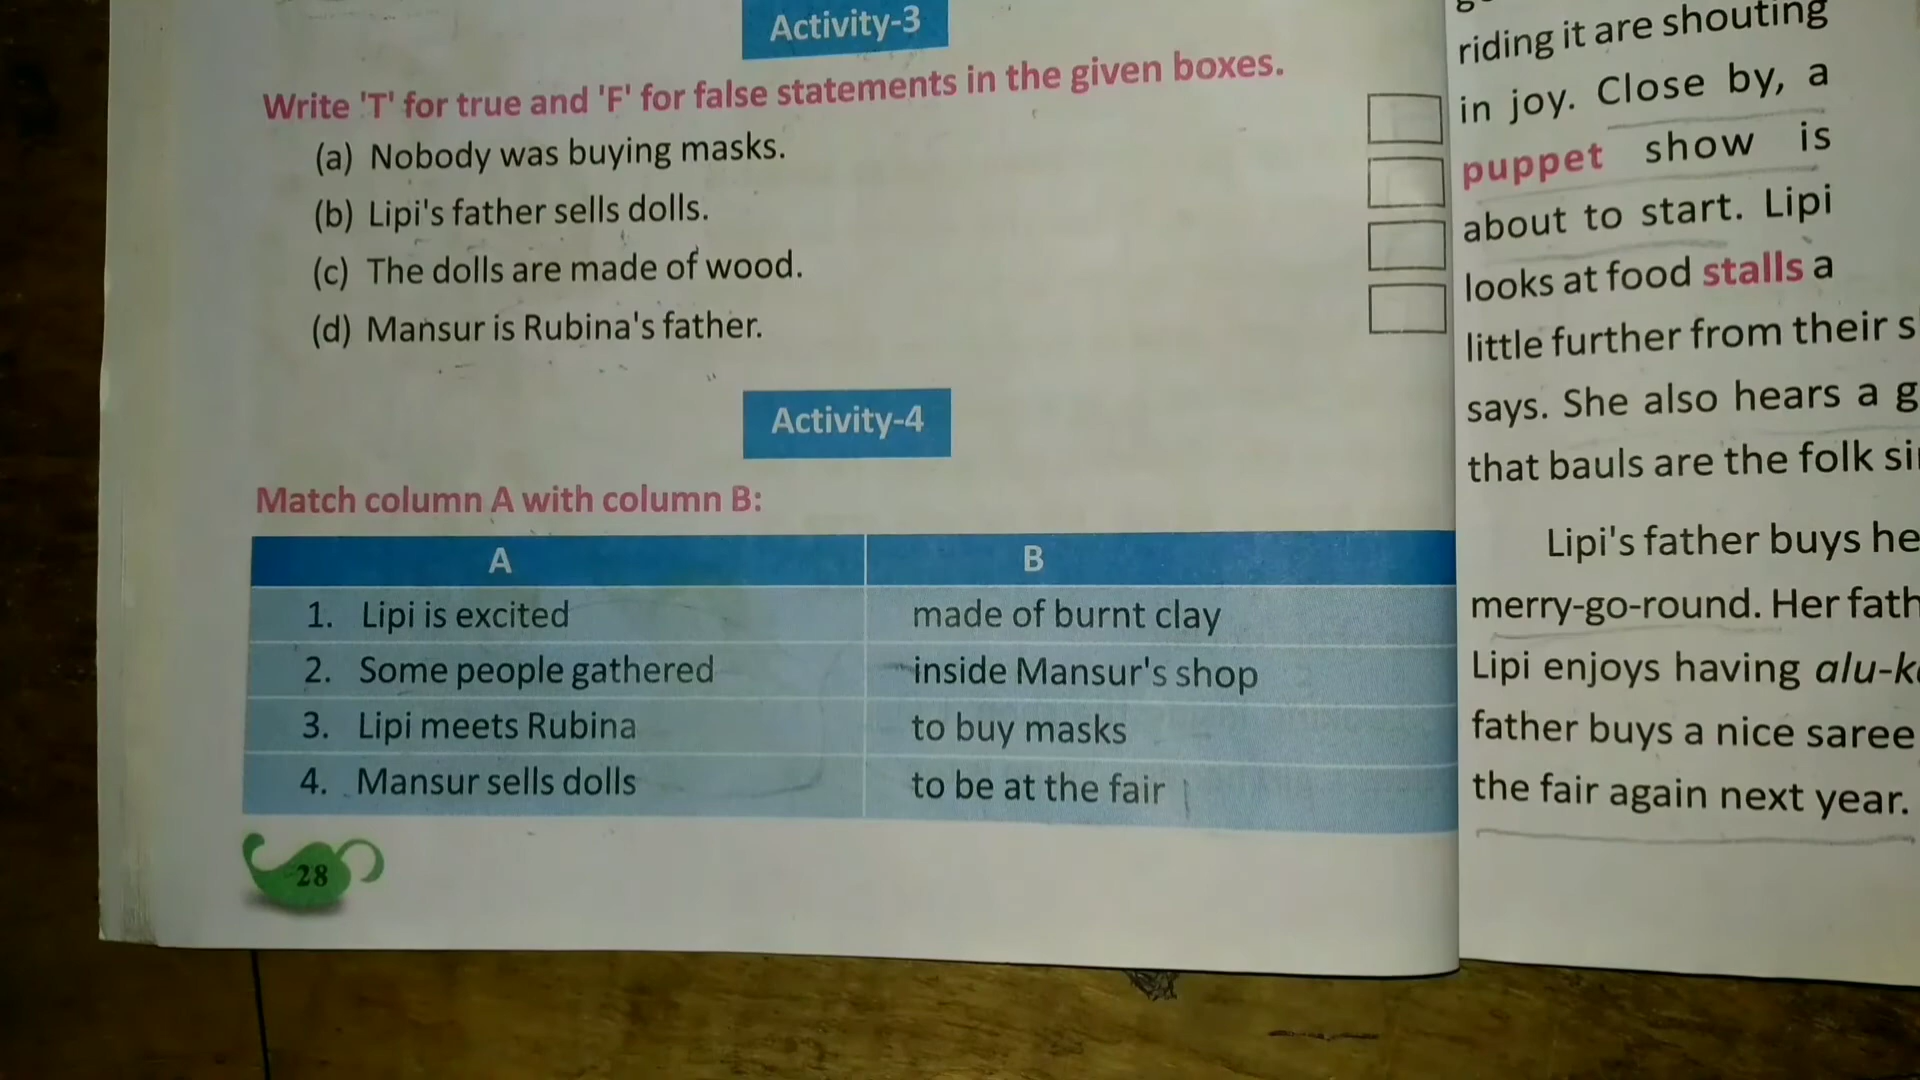 Activity-3
Write 'T' for true and 'F' for false statements in the given boxes.
(a) Nobody was buying masks.
(b) Lipi's father sells dolls.
(c) The dolls are made of wood.
(d) Mansur is Rubina's father.
Activity-4
Match column A with column B:
A B
1. Lipi is excited made of burnt clay
2. Some people gathered inside Mansur's shop
3. Lipi meets Rubina to buy masks
4. Mansur sells dolls to be at the fair
28
riding it are shouting
in joy. Close by, a
puppet show is
about to start. Lipi
looks at food stalls a
little further from their s
says. She also hears a g
that bauls are the folk si
Lipi's father buys he
merry-go-round. Her fath
Lipi enjoys having alu-k
father buys a nice saree
the fair again next year.